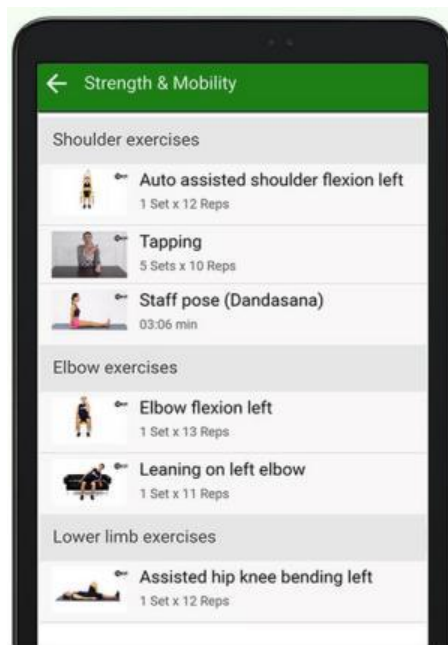 Strength & Mobility
Shoulder exercises
Auto assisted shoulder flexion left
1 Set x 12 Reps
Tapping
5 Sets x 10 Reps
Staff pose (Dandasana)
03:06 min
Elbow exercises
Elbow flexion left
1 Set x 13 Reps
Leaning on left elbow
1 Set x 11 Reps
Lower limb exercises
Assisted hip knee bending left
1 Set x 12 Reps